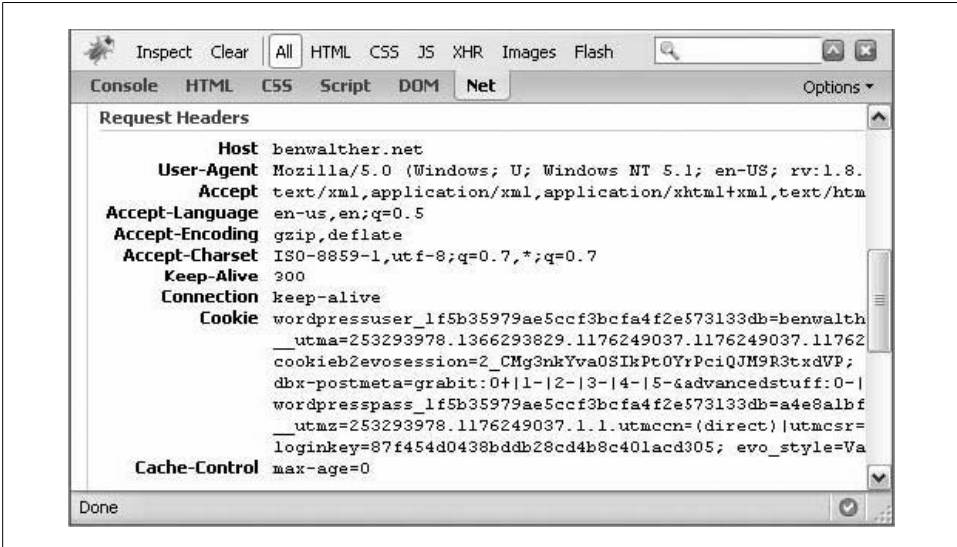 Inspect Clear All HTML CSS JS XHR Images Flash
Console HTML CSS Script DOM Net Options
Request Headers
Host benwalther.net
User-Agent Mozilla/5.0 (Windows; U; Windows NT 5.1; en-US; rv:1.8.
Accept text/xml,application/xml,application/xhtml+xml,text/htm
Accept-Language en-us,en;q=0.5
Accept-Encoding gzip,deflate
Accept-Charset ISO-8859-1,utf-8;q=0.7,*;q=0.7
Keep-Alive 300
Connection keep-alive
Cookie wordpressuser_1f5b35979ae5ccf3bcfa4f2e573133db=benwalth
__utma=253293978.1366293829.1176249037.1176249037.11762
cookieb2evosession=2_CMg3nkYvaOSIkPtOYrPciQJM9R3txdVP;
dbx-postmeta=grabit:0+|1-|2-|3-|4-|5-&advancedstuff:0-|
wordpresspass_1f5b35979ae5ccf3bcfa4f2e573133db=a4e8a1bf
__utmz=253293978.1176249037.1.1.utmccn=(direct)|utmcsr=
loginkey=87f454d0438bddb28cd4b8c401acd305; evo_style=Va
Cache-Control max-age=0
Done